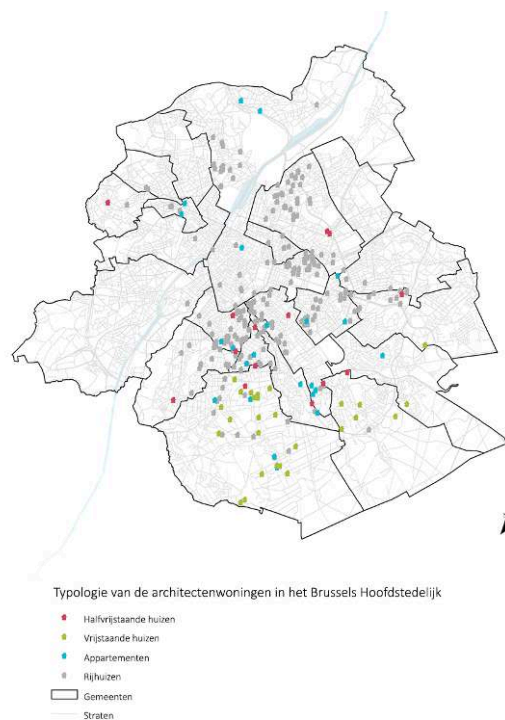 Typologie van de architectenwoningen in het Brussels Hoofdstedelijk
Halfvrijstaande huizen
Vrijstaande huizen
Appartementen
Rijhuizen
Gemeenten
Straten